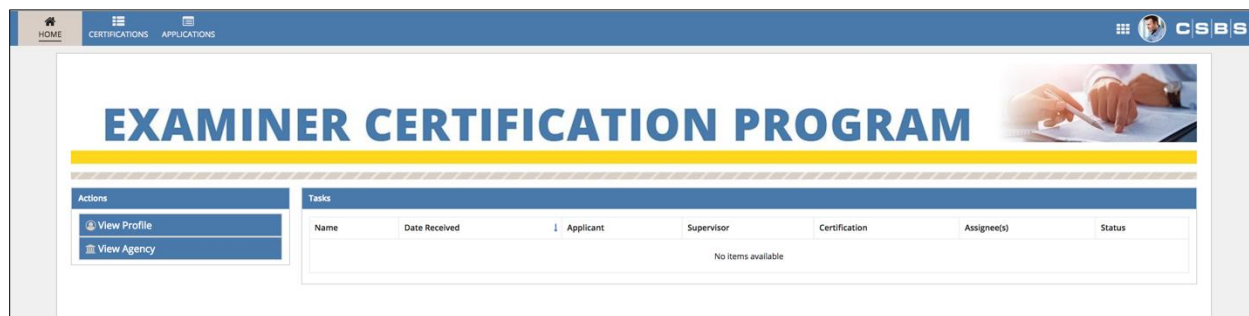 HOME
CERTIFICATIONS
APPLICATIONS
C|S|B|S
EXAMINER CERTIFICATION PROGRAM
Actions
View Profile
View Agency
Tasks
Name Date Received Applicant Supervisor Certification Assignee(s) Status
No items available